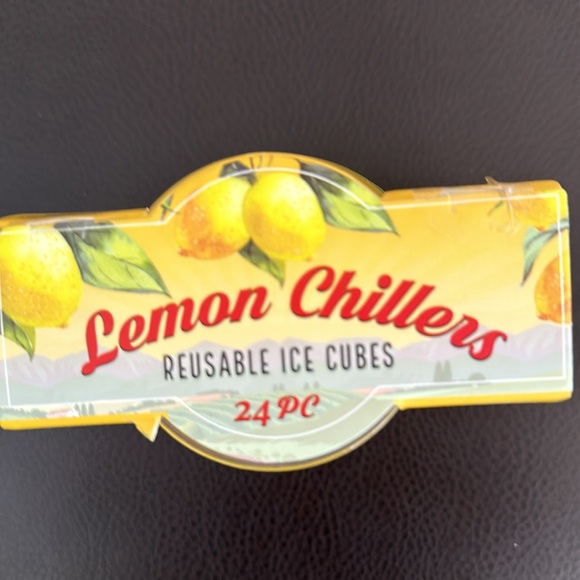 Lemon Chillers
REUSABLE ICE CUBES
24 PC